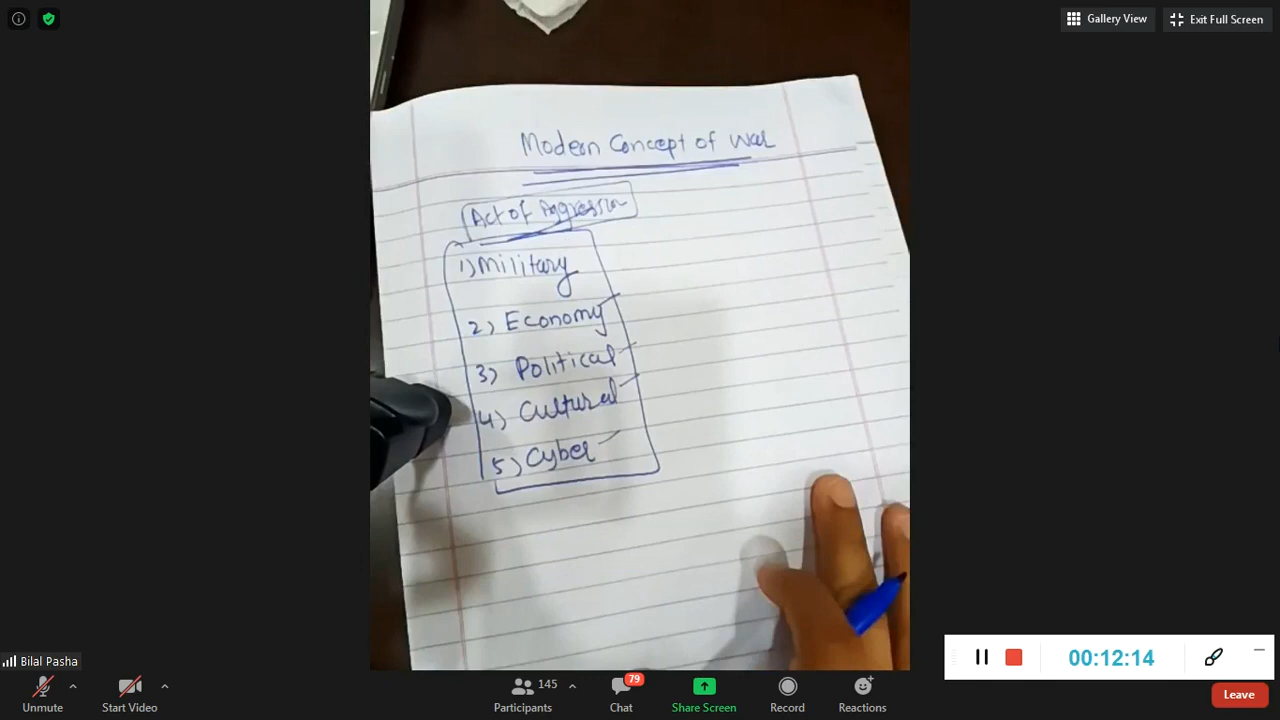 Gallery View
Exit Full Screen
Modern Concept of War
Act of Aggression
1) Military
2) Economy
3) Political
4) Cultural
5) Cyber
Bilal Pasha
00:12:14
Unmute
Start Video
145
Participants
79
Chat
Share Screen
Record
Reactions
Leave